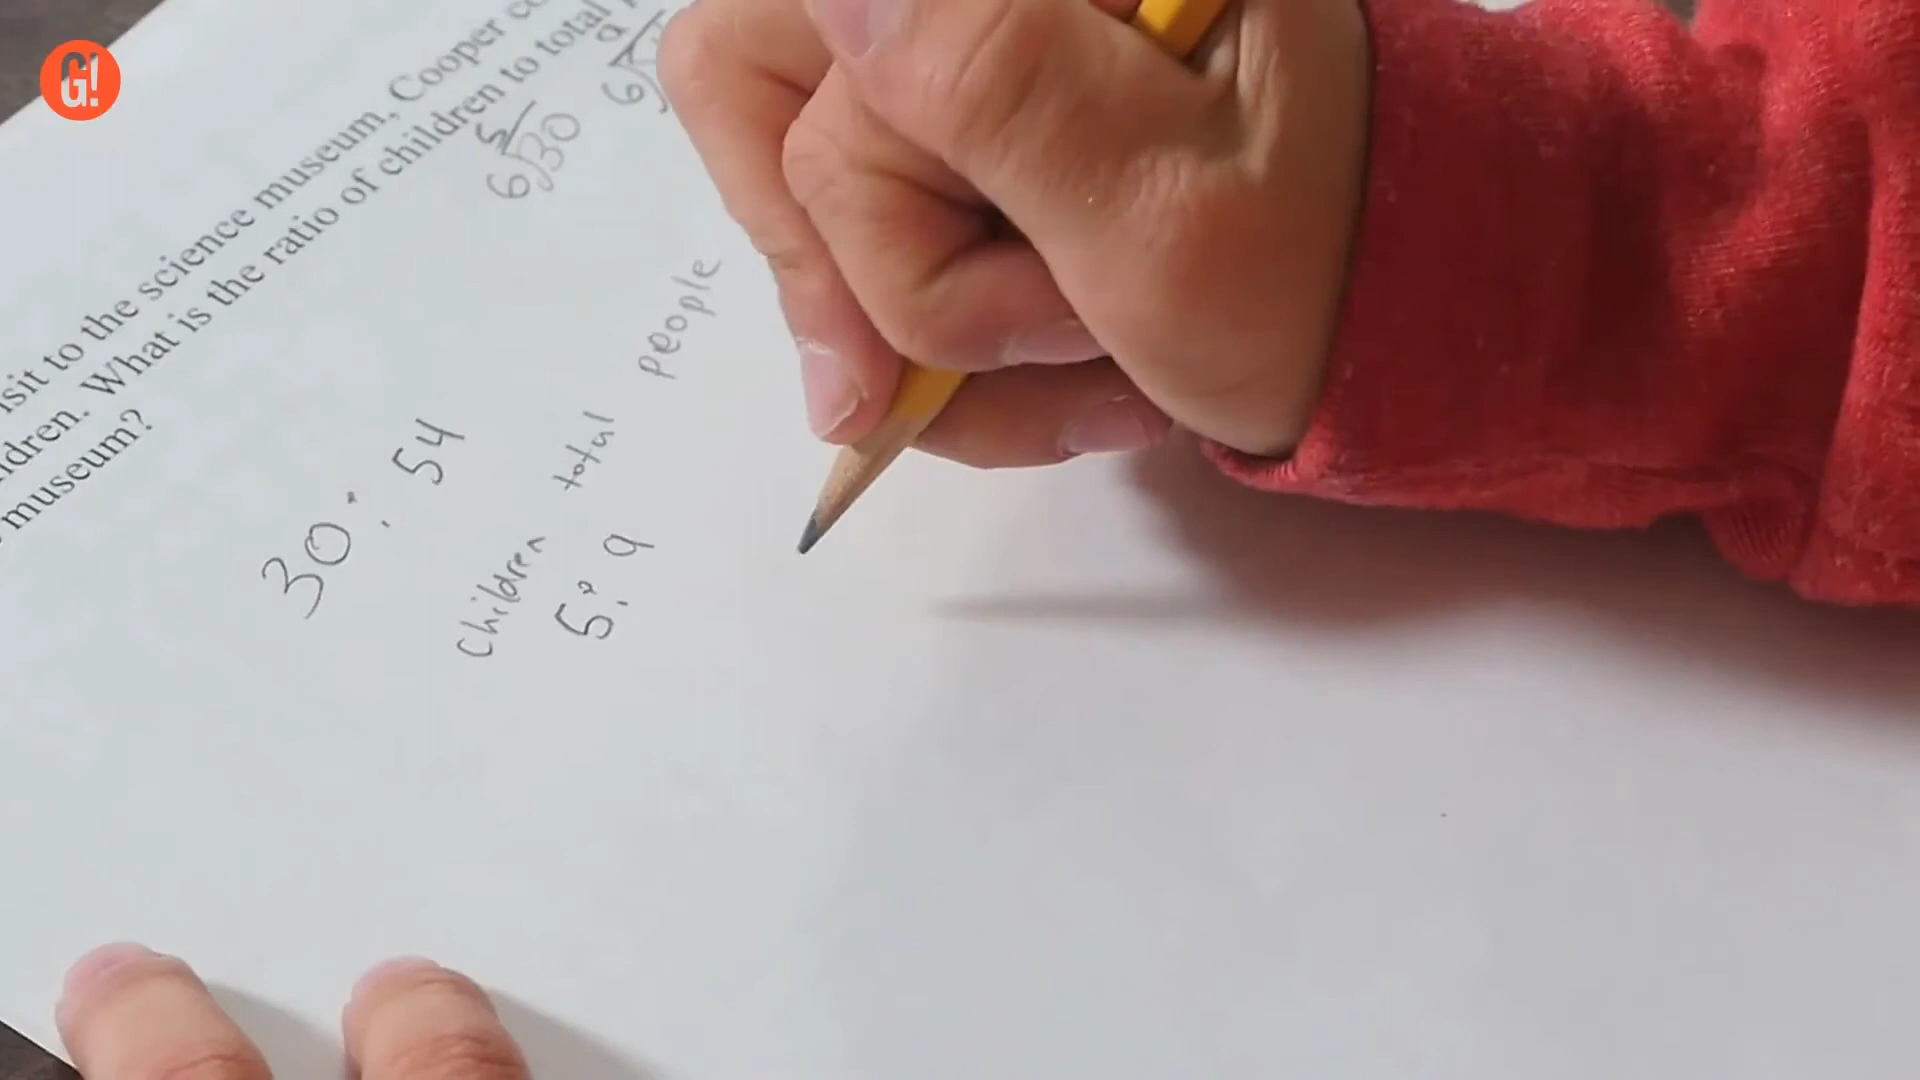 G!
isit to the science museum, Cooper
ldren. What is the ratio of children to total
museum?
5
6)30
9
6)
30:54
children total people
5:9